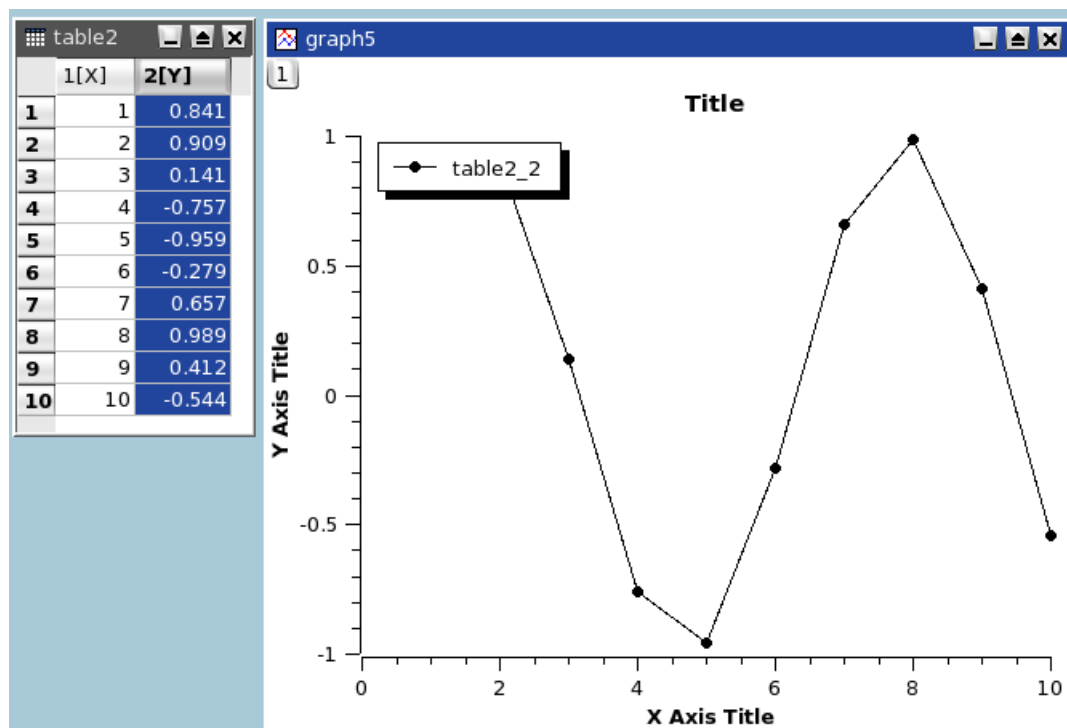 table2
1[X] 2[Y]
1 1 0.841
2 2 0.909
3 3 0.141
4 4 -0.757
5 5 -0.959
6 6 -0.279
7 7 0.657
8 8 0.989
9 9 0.412
10 10 -0.544
graph5
1
Title
table2_2
1
0.5
0
-0.5
-1
Y Axis Title
0 2 4 6 8 10
X Axis Title